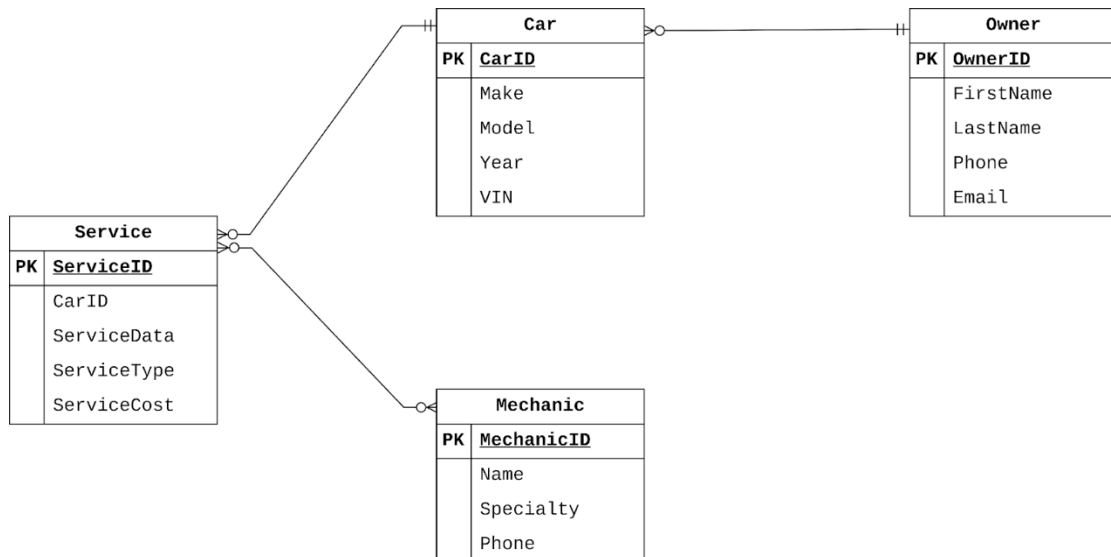 Car
PK CarID
Make
Model
Year
VIN
Owner
PK OwnerID
FirstName
LastName
Phone
Email
Service
PK ServiceID
CarID
ServiceData
ServiceType
ServiceCost
Mechanic
PK MechanicID
Name
Specialty
Phone